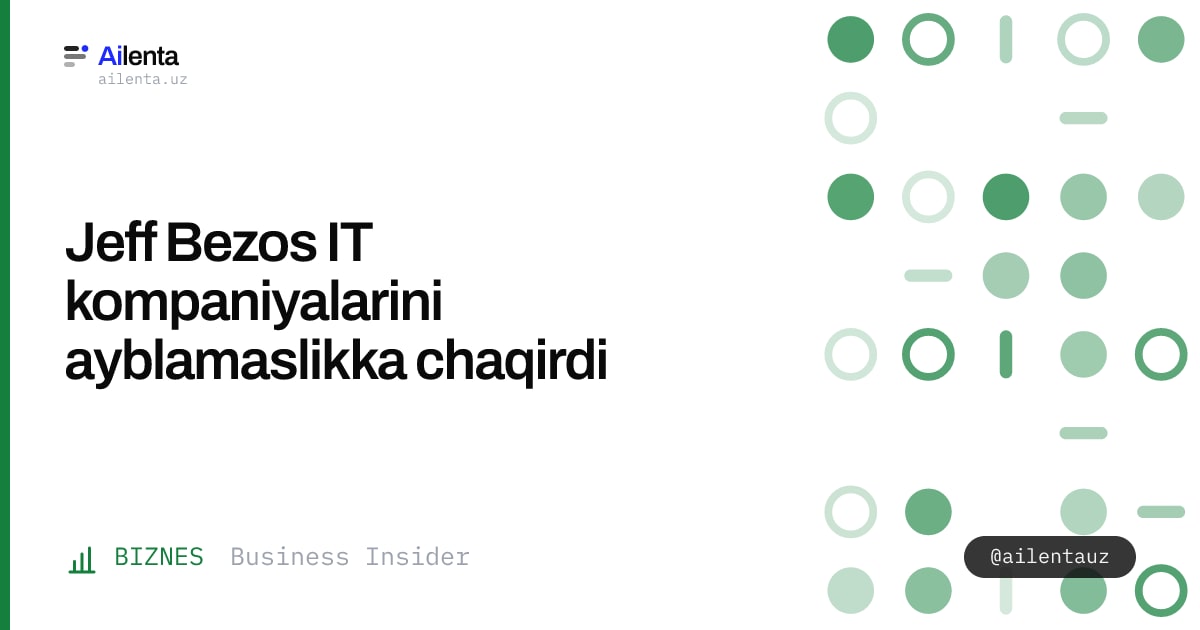 Ailenta
ailenta.uz
Jeff Bezos IT
kompaniyalarini
ayblamaslikka chaqirdi
BIZNES Business Insider
@ailentauz